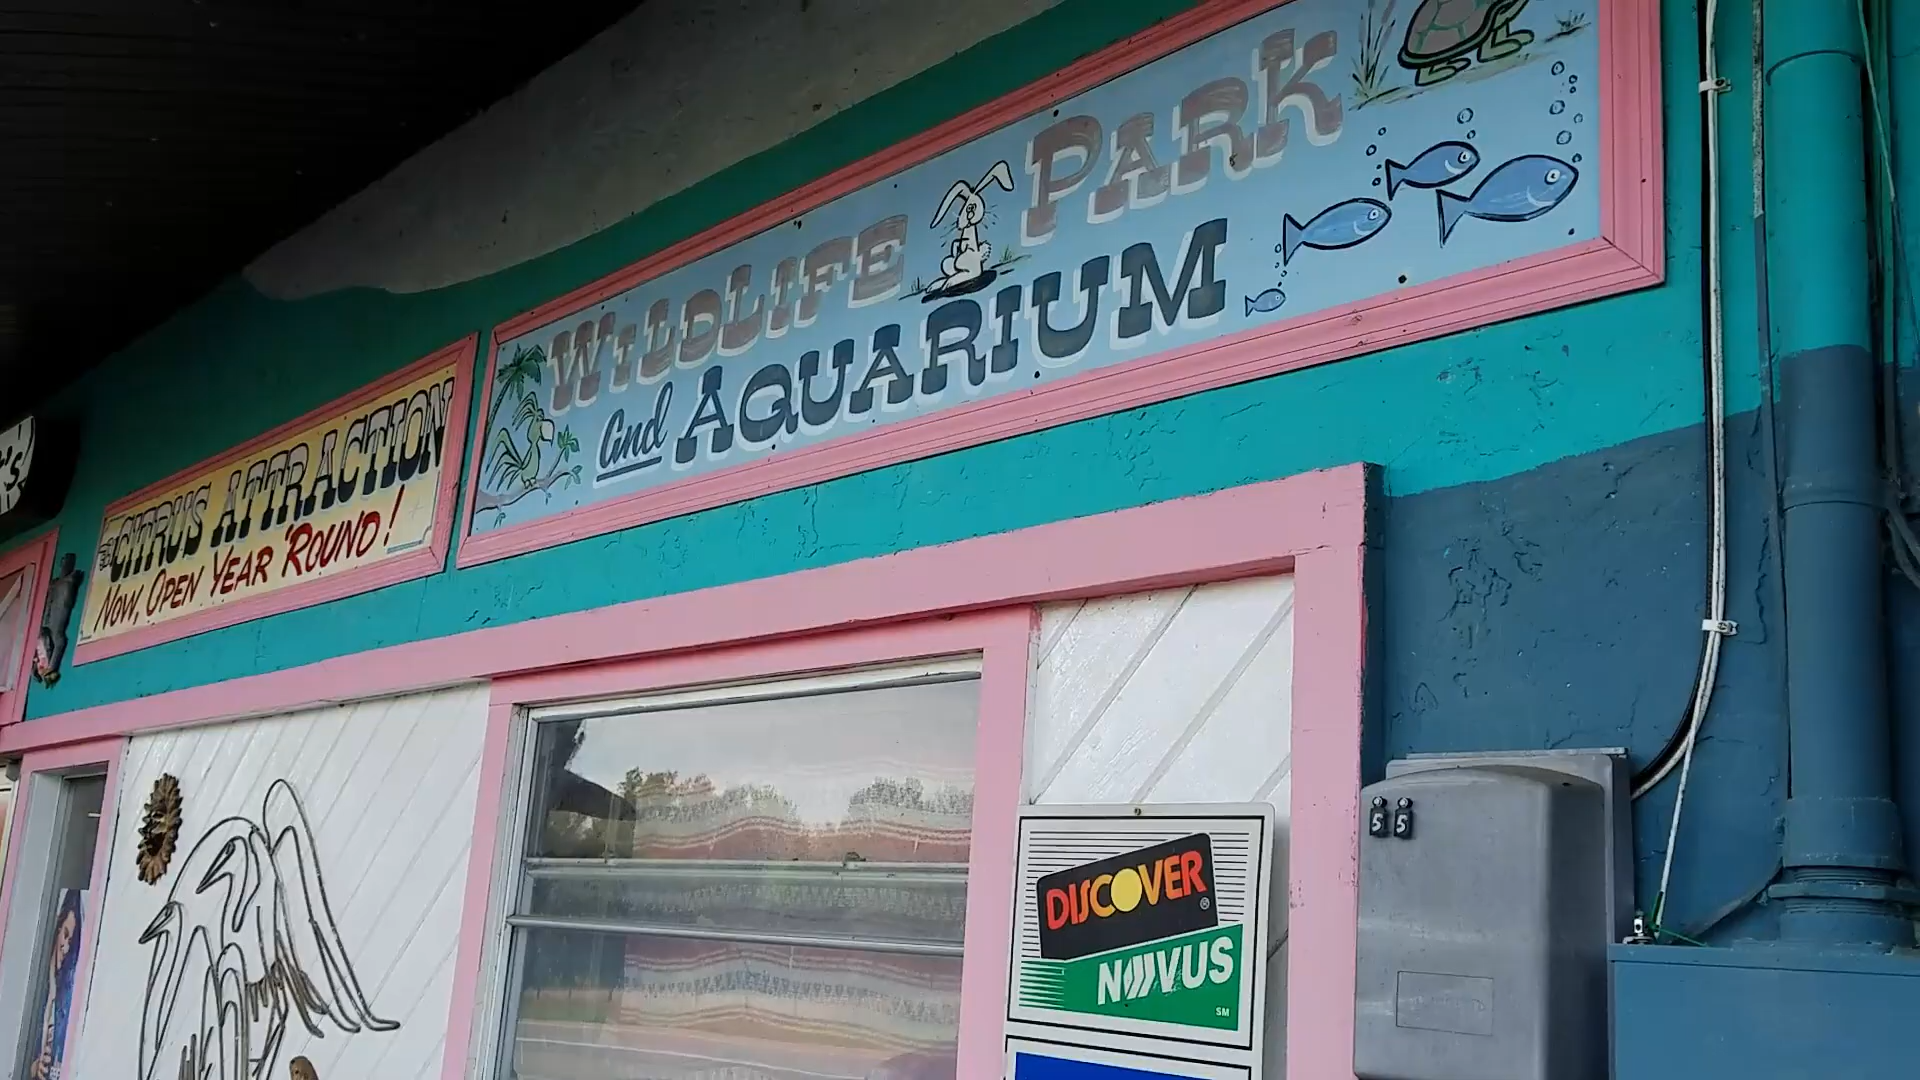 Wildlife Park
and Aquarium
Citrus Attraction
Now, Open Year 'Round!
55
DISCOVER®
NOVUS
SM